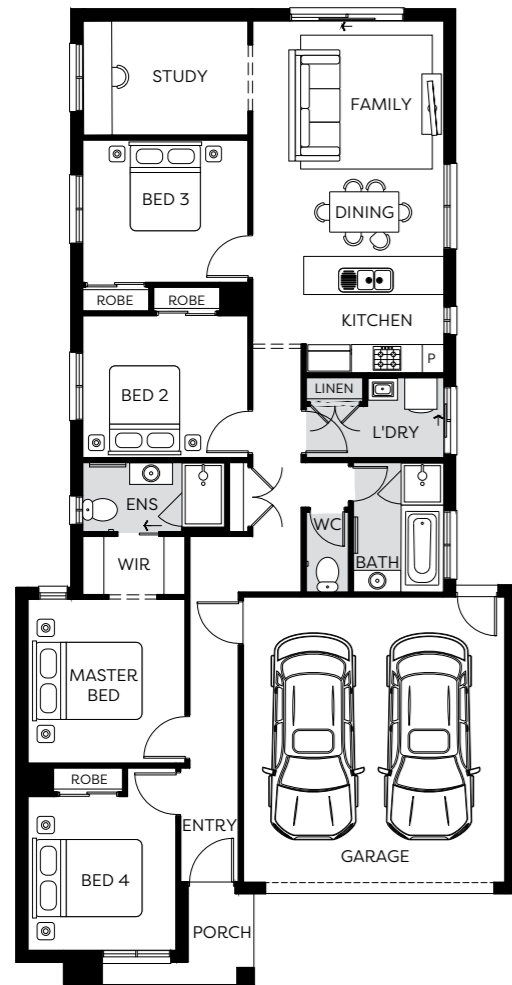 STUDY
FAMILY
BED 3
DINING
ROBE
ROBE
KITCHEN
P
BED 2
LINEN
L'DRY
ENS
WC
BATH
WIR
MASTER
BED
ROBE
ENTRY
GARAGE
BED 4
PORCH